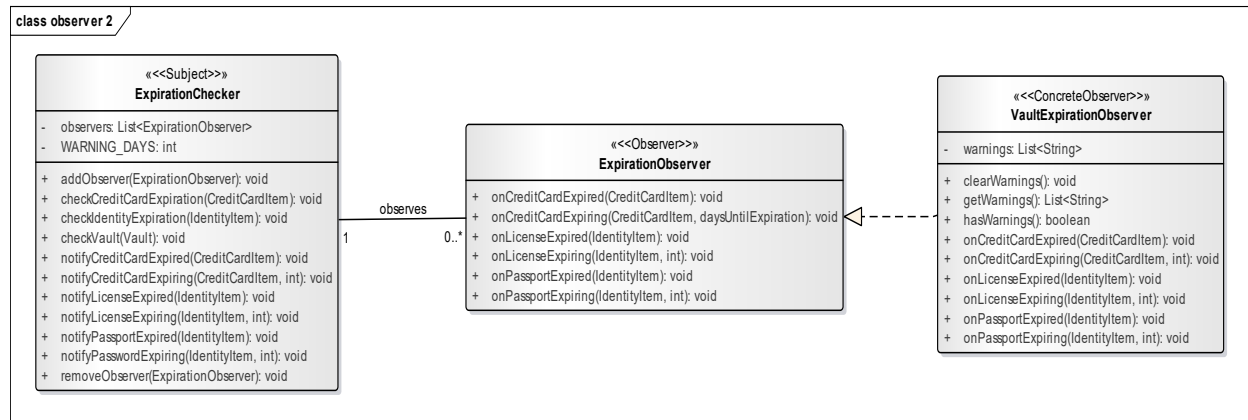 class observer 2
«<<Subject>>»
ExpirationChecker
- observers: List<ExpirationObserver>
- WARNING_DAYS: int
+ addObserver(ExpirationObserver): void
+ checkCreditCardExpiration(CreditCardItem): void
+ checkIdentityExpiration(IdentityItem): void
+ checkVault(Vault): void
+ notifyCreditCardExpired(CreditCardItem): void
+ notifyCreditCardExpiring(CreditCardItem, int): void
+ notifyLicenseExpired(IdentityItem): void
+ notifyLicenseExpiring(IdentityItem, int): void
+ notifyPassportExpired(IdentityItem): void
+ notifyPasswordExpiring(IdentityItem, int): void
+ removeObserver(ExpirationObserver): void
observes
1
0..*
«<<Observer>>»
ExpirationObserver
+ onCreditCardExpired(CreditCardItem): void
+ onCreditCardExpiring(CreditCardItem, daysUntilExpiration): void
+ onLicenseExpired(IdentityItem): void
+ onLicenseExpiring(IdentityItem, int): void
+ onPassportExpired(IdentityItem): void
+ onPassportExpiring(IdentityItem, int): void
«<<ConcreteObserver>>»
VaultExpirationObserver
- warnings: List<String>
+ clearWarnings(): void
+ getWarnings(): List<String>
+ hasWarnings(): boolean
+ onCreditCardExpired(CreditCardItem): void
+ onCreditCardExpiring(CreditCardItem, int): void
+ onLicenseExpired(IdentityItem): void
+ onLicenseExpiring(IdentityItem, int): void
+ onPassportExpired(IdentityItem): void
+ onPassportExpiring(IdentityItem, int): void